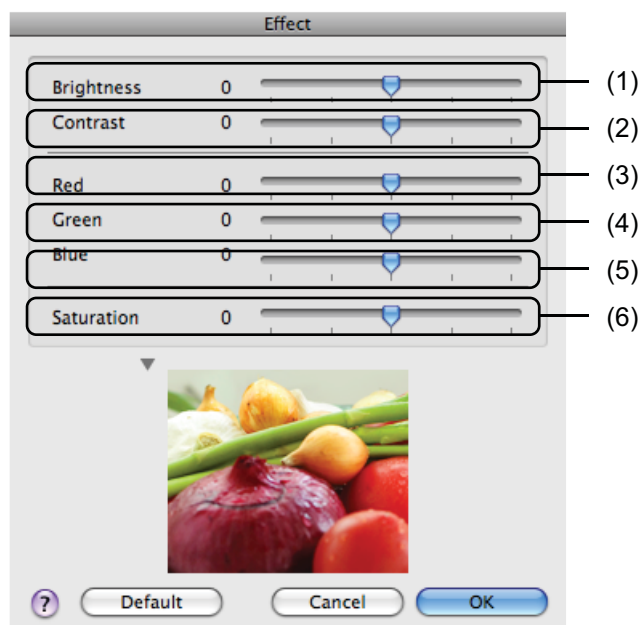 Effect
Brightness 0 (1)
Contrast 0 (2)
Red 0 (3)
Green 0 (4)
Blue 0 (5)
Saturation 0 (6)
? Default Cancel OK